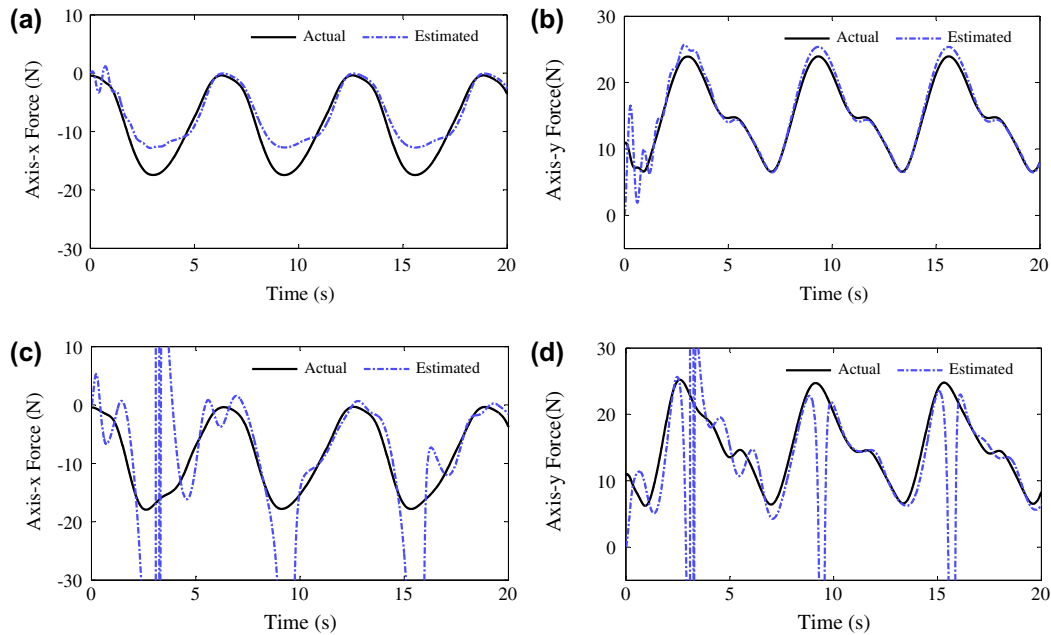 (a)
10
0
-10
-20
-30
Axis-x Force (N)
Actual
Estimated
0
5
10
15
20
Time (s)
(b)
30
20
10
0
Axis-y Force(N)
Actual
Estimated
0
5
10
15
20
Time (s)
(c)
10
0
-10
-20
-30
Axis-x Force (N)
Actual
Estimated
0
5
10
15
20
Time (s)
(d)
30
20
10
0
Axis-y Force(N)
Actual
Estimated
0
5
10
15
20
Time (s)